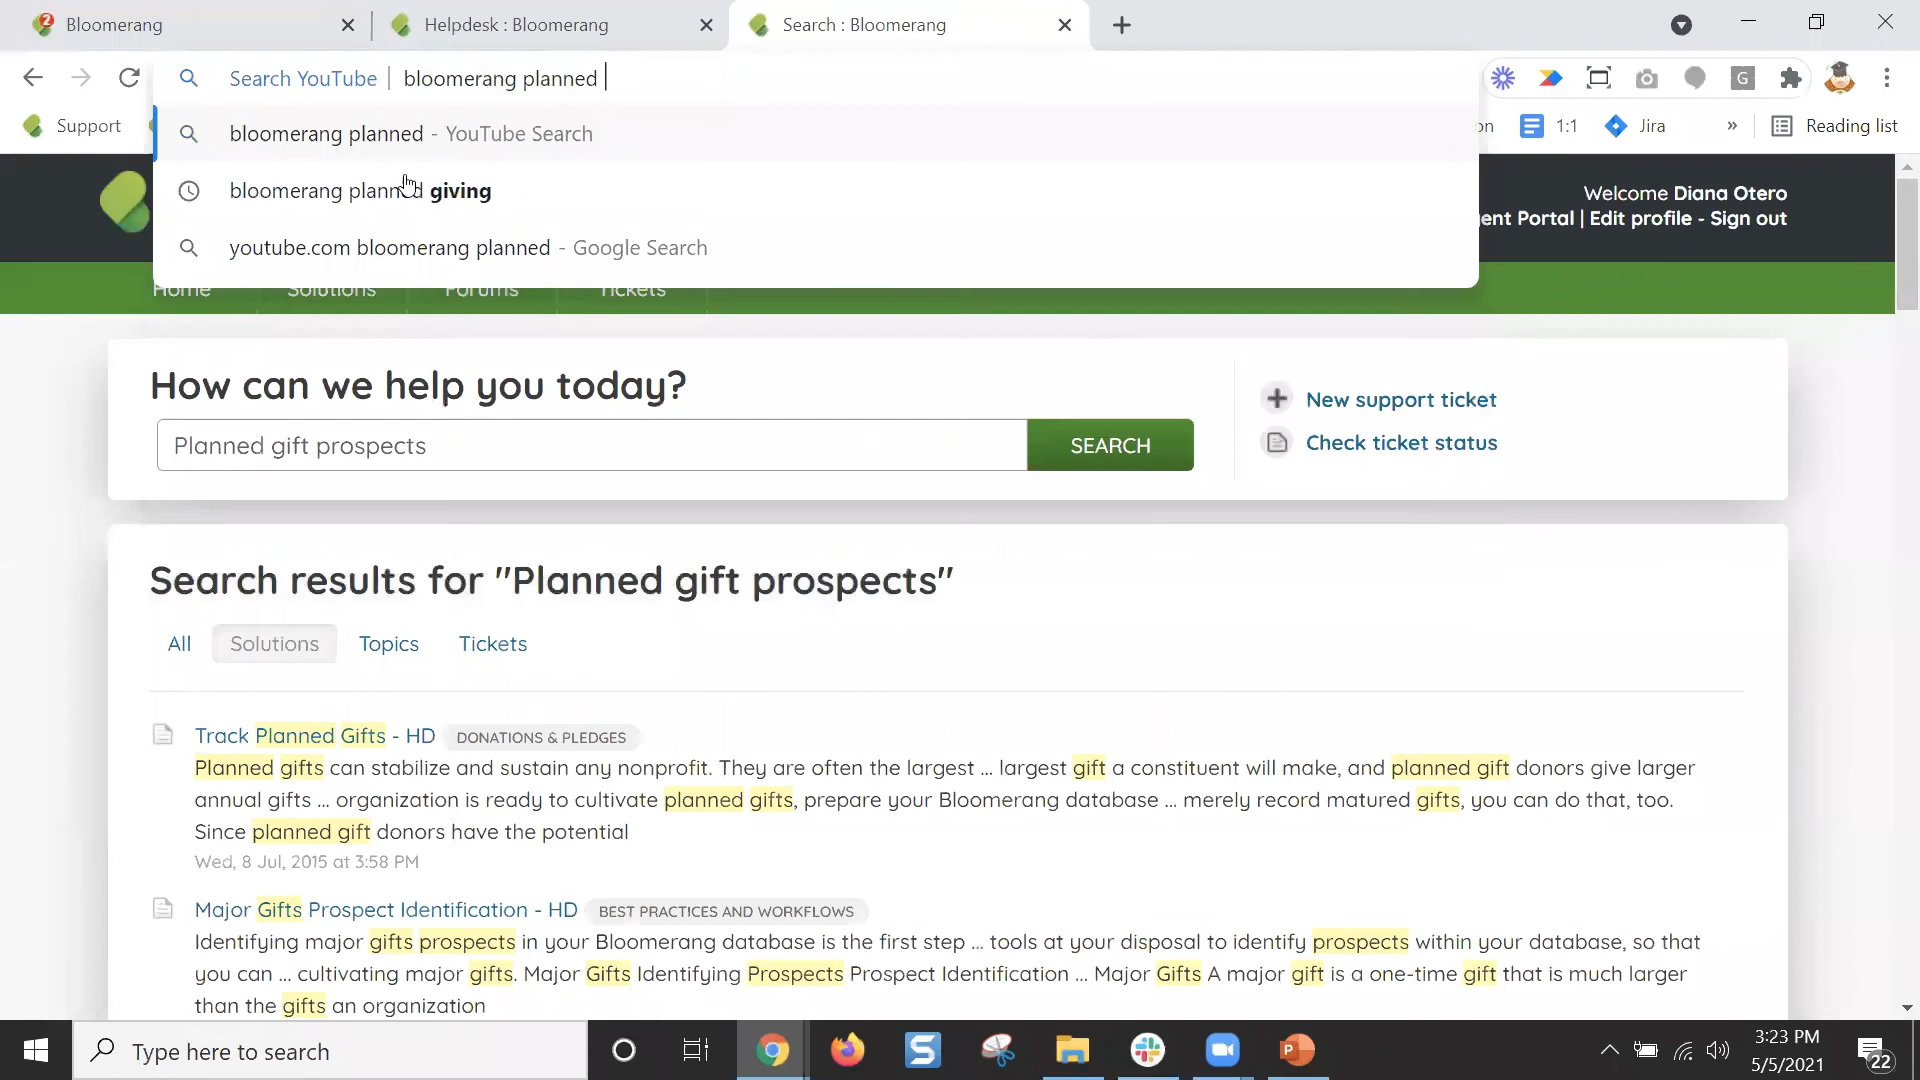 Bloomerang
Helpdesk : Bloomerang
Search : Bloomerang
Search YouTube | bloomerang planned
Support
1:1
Jira
»
Reading list
bloomerang planned - YouTube Search
bloomerang planned giving
youtube.com bloomerang planned - Google Search
Welcome Diana Otero
ent Portal | Edit profile - Sign out
Home Solutions Forums Tickets
How can we help you today?
Planned gift prospects
SEARCH
New support ticket
Check ticket status
Search results for "Planned gift prospects"
All Solutions Topics Tickets
Track Planned Gifts - HD DONATIONS & PLEDGES
Planned gifts can stabilize and sustain any nonprofit. They are often the largest ... largest gift a constituent will make, and planned gift donors give larger
annual gifts ... organization is ready to cultivate planned gifts, prepare your Bloomerang database ... merely record matured gifts, you can do that, too.
Since planned gift donors have the potential
Wed, 8 Jul, 2015 at 3:58 PM
Major Gifts Prospect Identification - HD BEST PRACTICES AND WORKFLOWS
Identifying major gifts prospects in your Bloomerang database is the first step ... tools at your disposal to identify prospects within your database, so that
you can ... cultivating major gifts. Major Gifts Identifying Prospects Prospect Identification ... Major Gifts A major gift is a one-time gift that is much larger
than the gifts an organization
Type here to search
3:23 PM
5/5/2021
22